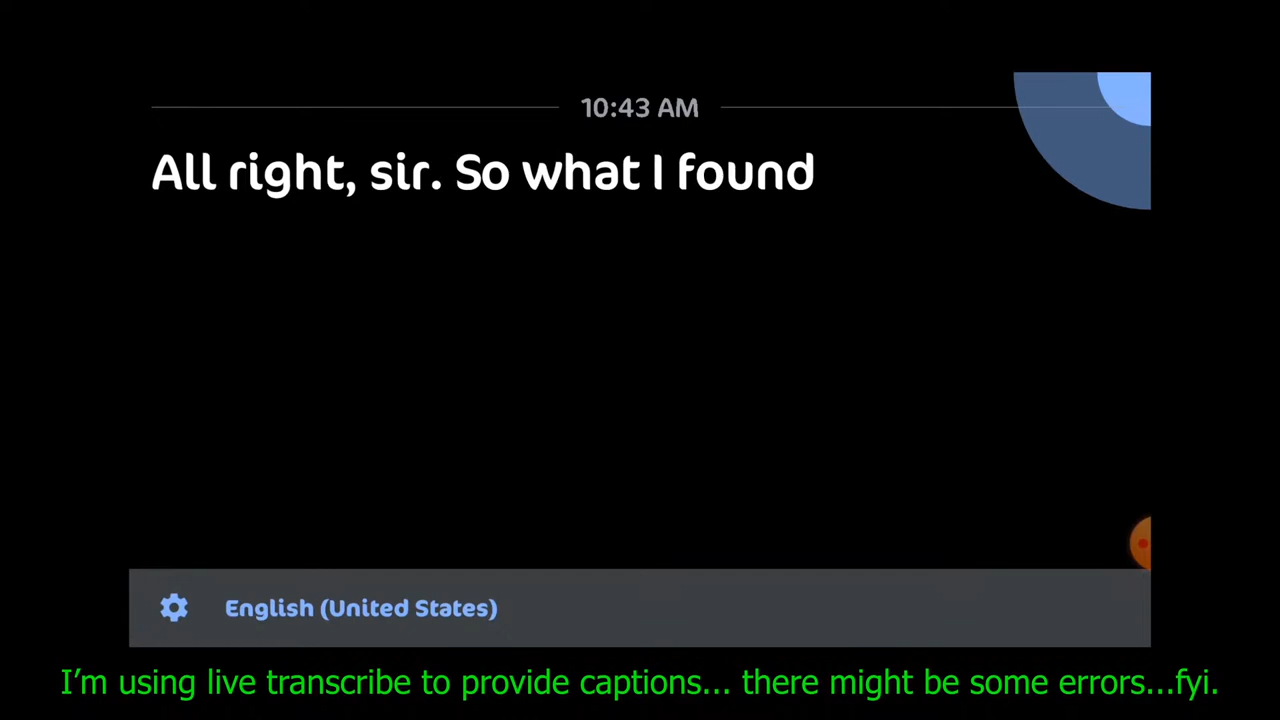 10:43 AM
All right, sir. So what I found
English (United States)
I’m using live transcribe to provide captions... there might be some errors...fyi.